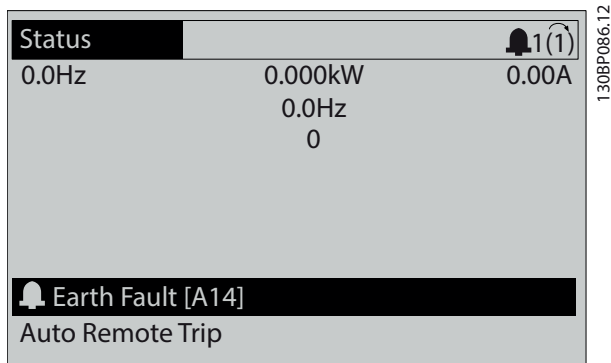 Status 1(1)
0.0Hz 0.000kW 0.00A
0.0Hz
0
Earth Fault [A14]
Auto Remote Trip
130BP086.12